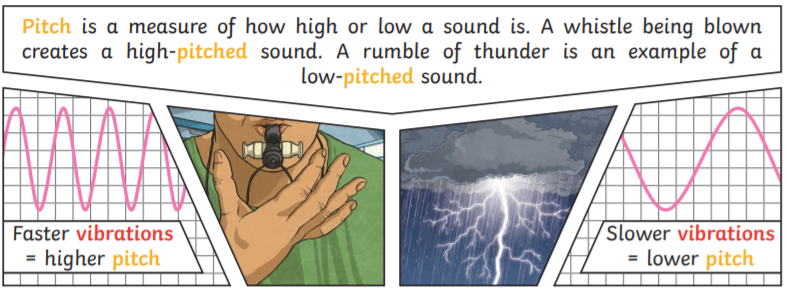 Pitch is a measure of how high or low a sound is. A whistle being blown
creates a high-pitched sound. A rumble of thunder is an example of a
low-pitched sound.
Faster vibrations
= higher pitch
Slower vibrations
= lower pitch